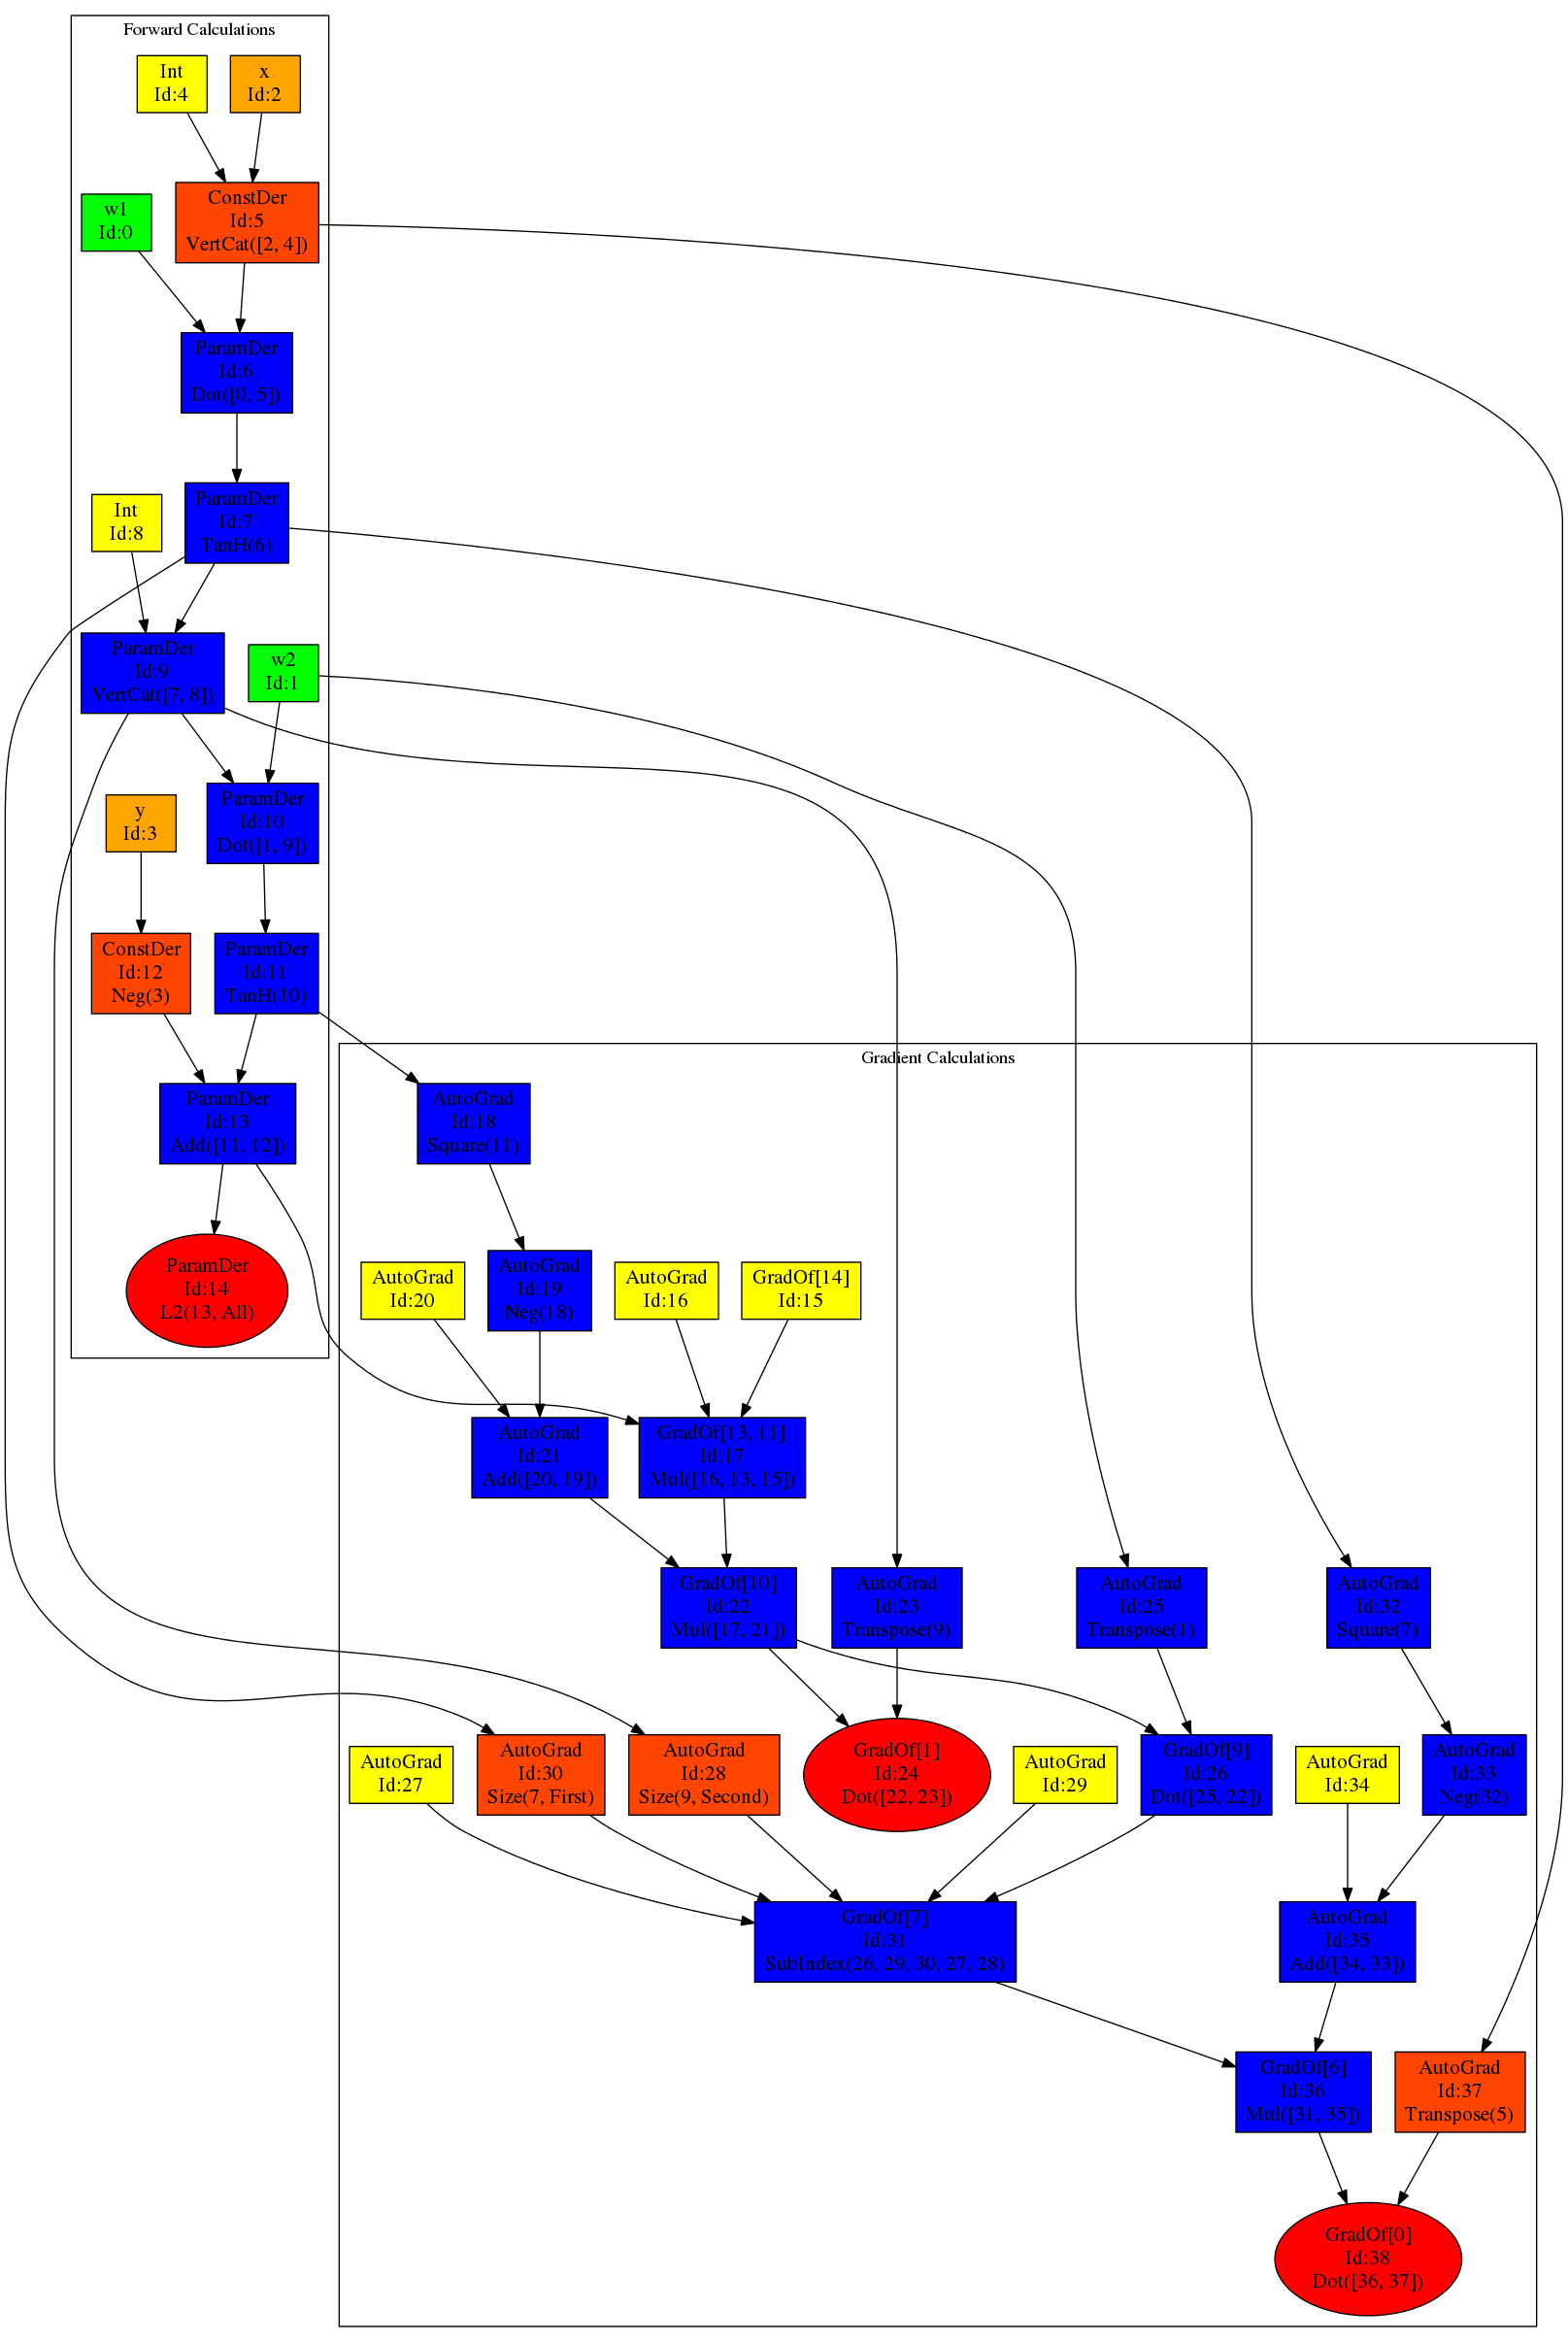 Forward Calculations
Int
Id:4
x
Id:2
w1
Id:0
ConstDer
Id:5
VertCat([2, 4])
ParamDer
Id:6
Dot([0, 5])
Int
Id:8
ParamDer
Id:7
TanH(6)
ParamDer
Id:9
VertCat([7, 8])
w2
Id:1
y
Id:3
ParamDer
Id:10
Dot([1, 9])
ConstDer
Id:12
Neg(3)
ParamDer
Id:11
TanH(10)
ParamDer
Id:13
Add([11, 12])
ParamDer
Id:14
L2(13, All)
Gradient Calculations
AutoGrad
Id:18
Square(11)
AutoGrad
Id:20
AutoGrad
Id:19
Neg(18)
AutoGrad
Id:16
GradOf[14]
Id:15
AutoGrad
Id:21
Add([20, 19])
GradOf[13, 11]
Id:17
Mul([16, 13, 15])
GradOf[10]
Id:22
Mul([17, 21])
AutoGrad
Id:23
Transpose(9)
AutoGrad
Id:25
Transpose(1)
AutoGrad
Id:32
Square(7)
AutoGrad
Id:27
AutoGrad
Id:30
Size(7, First)
AutoGrad
Id:28
Size(9, Second)
GradOf[1]
Id:24
Dot([22, 23])
AutoGrad
Id:29
GradOf[9]
Id:26
Dot([25, 22])
AutoGrad
Id:34
AutoGrad
Id:33
Neg(32)
GradOf[7]
Id:31
SubIndex(26, 29, 30, 27, 28)
AutoGrad
Id:35
Add([34, 33])
GradOf[6]
Id:36
Mul([31, 35])
AutoGrad
Id:37
Transpose(5)
GradOf[0]
Id:38
Dot([36, 37])